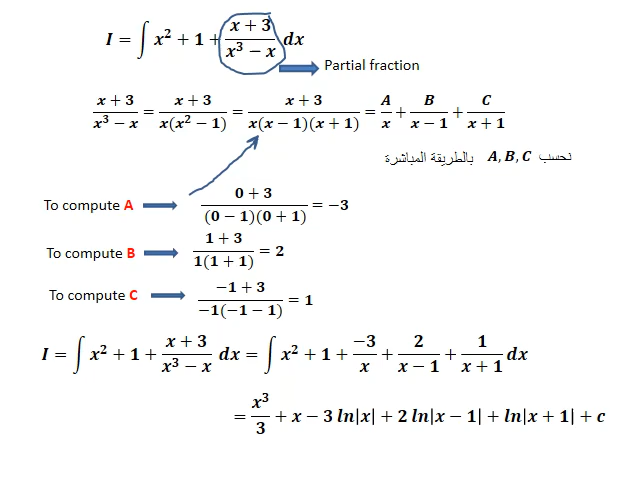 I = ∫ x² + 1 + (x + 3)/(x³ − x) dx
Partial fraction
(x + 3)/(x³ − x) = (x + 3)/(x(x² − 1)) = (x + 3)/(x(x − 1)(x + 1)) = A/x + B/(x − 1) + C/(x + 1)
نحسب A, B, C بالطريقة المباشرة
To compute A (0 + 3)/((0 − 1)(0 + 1)) = −3
To compute B (1 + 3)/(1(1 + 1)) = 2
To compute C (−1 + 3)/(−1(−1 − 1)) = 1
I = ∫ x² + 1 + (x + 3)/(x³ − x) dx = ∫ x² + 1 + (−3)/x + 2/(x − 1) + 1/(x + 1) dx
= x³/3 + x − 3 ln|x| + 2 ln|x − 1| + ln|x + 1| + c